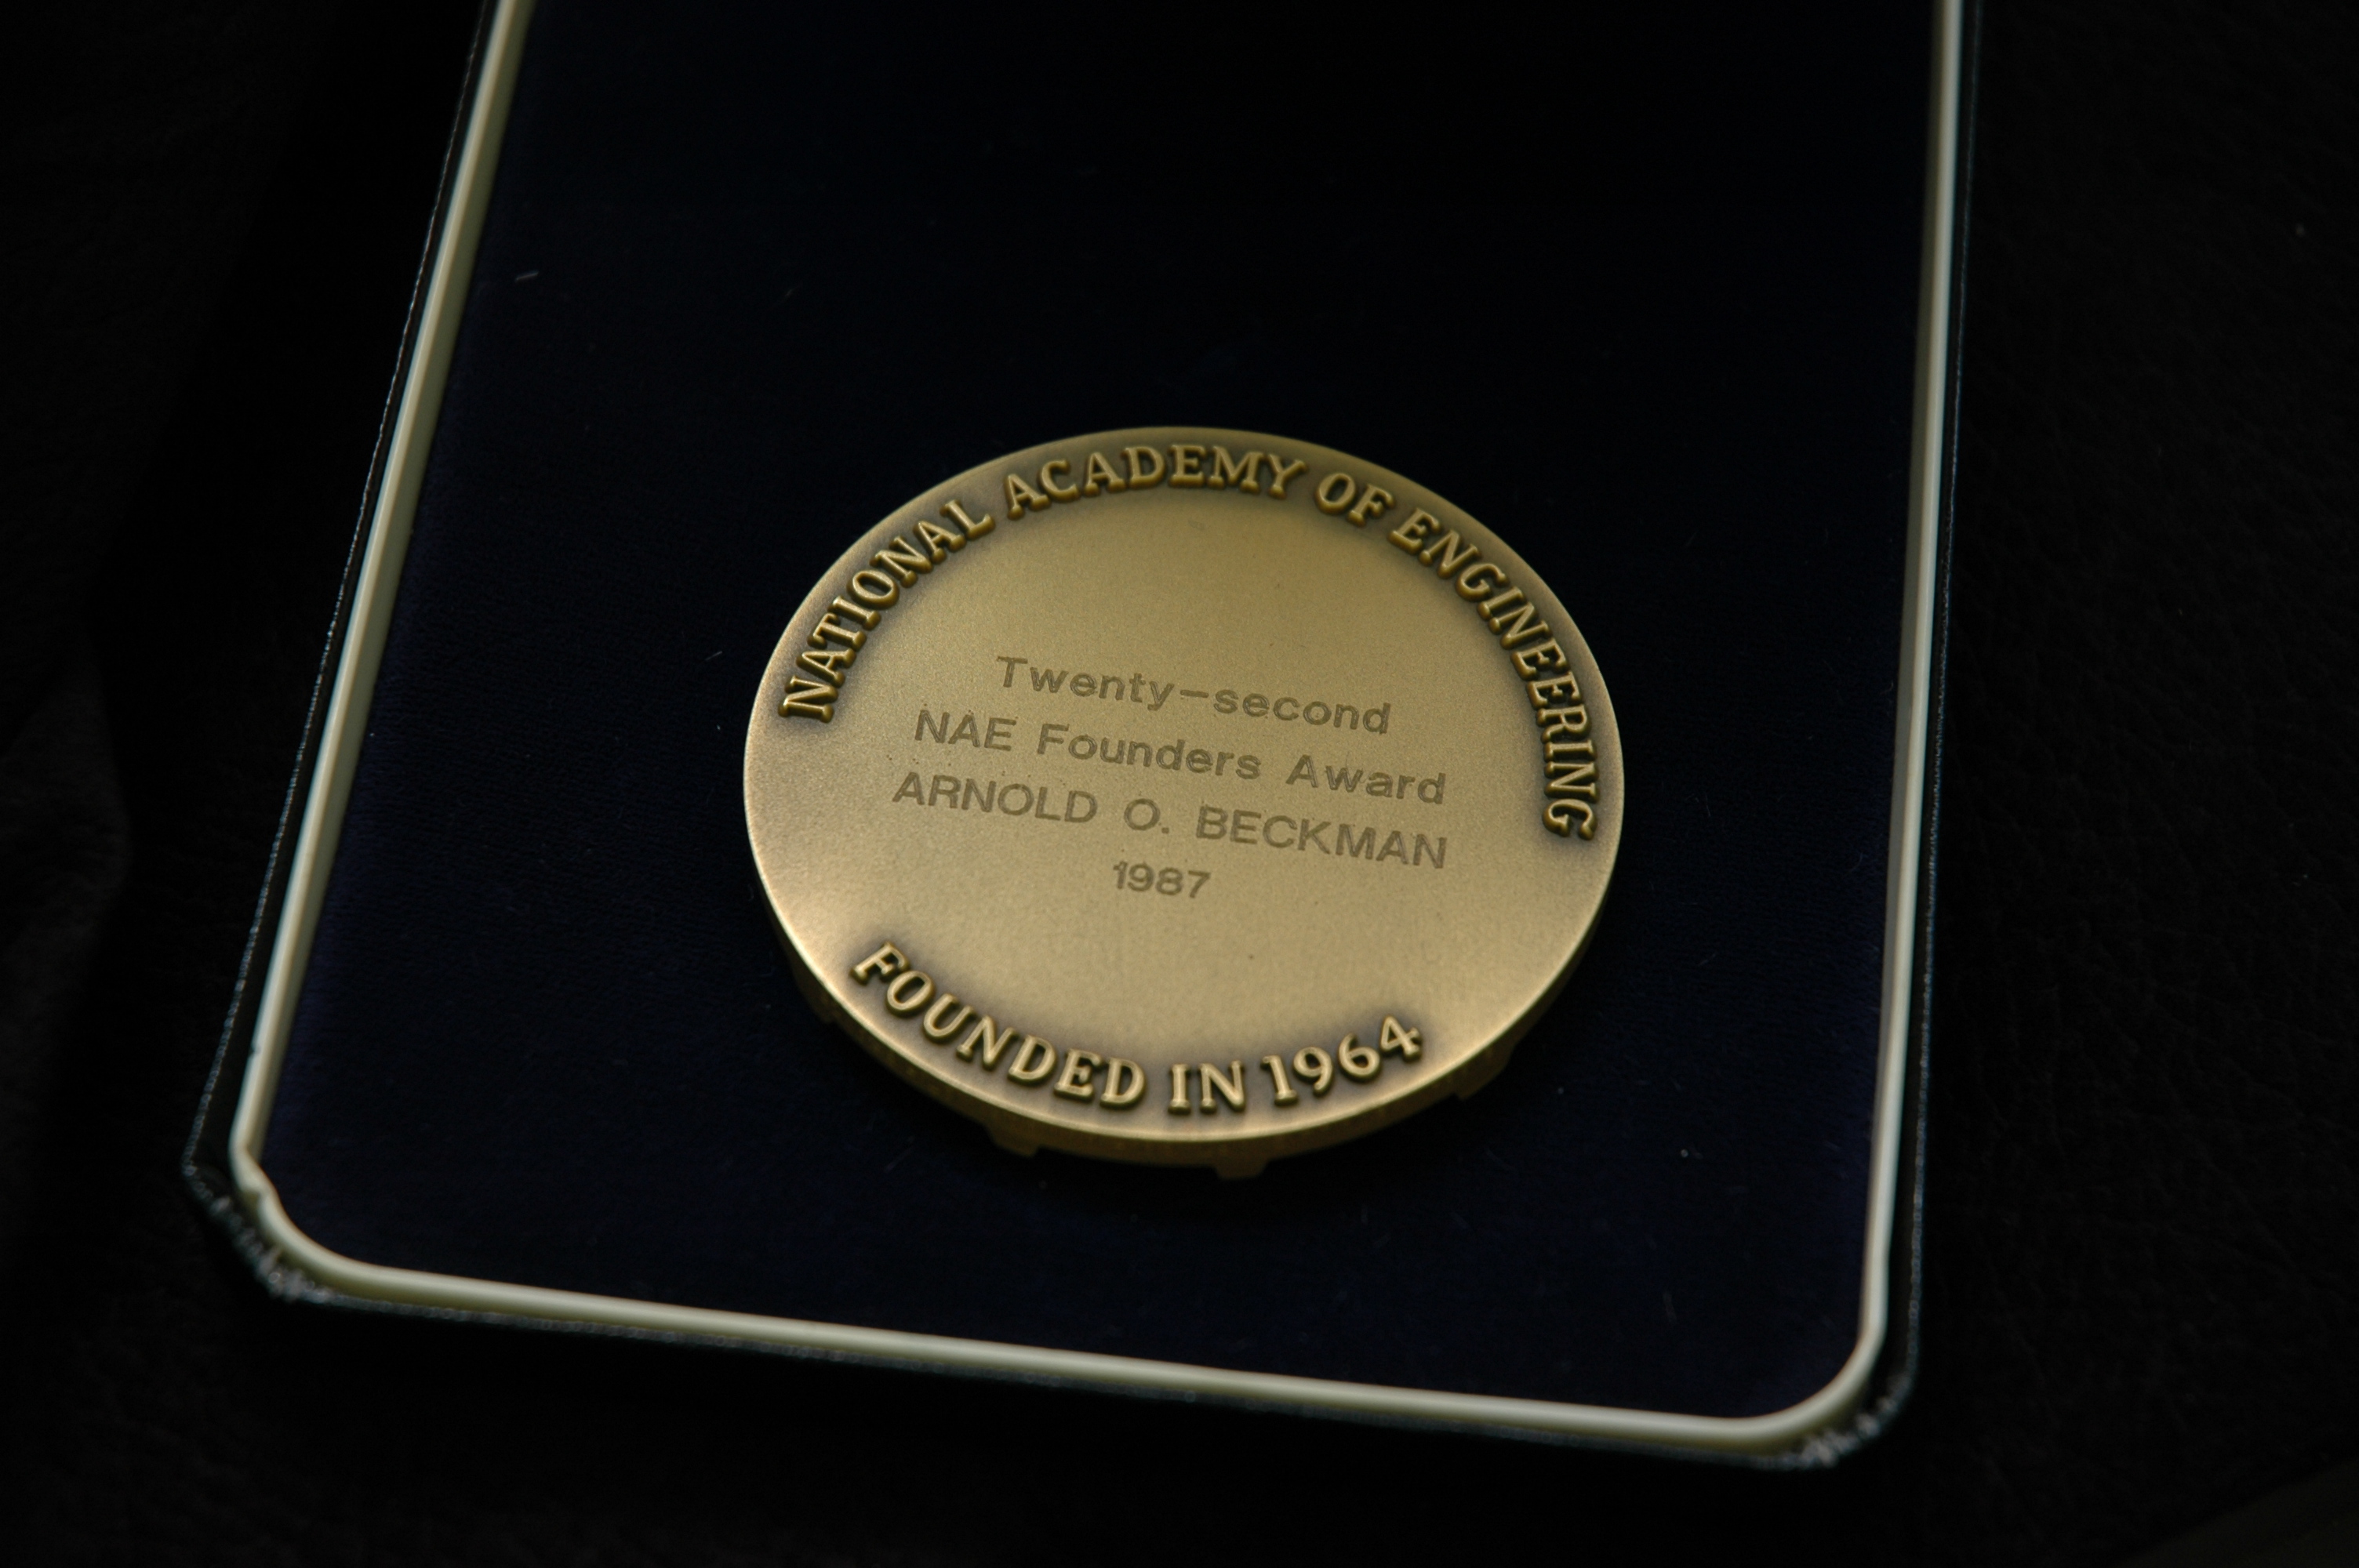 NATIONAL ACADEMY OF ENGINEERING
Twenty-second
NAE Founders Award
ARNOLD O. BECKMAN
1987
FOUNDED IN 1964